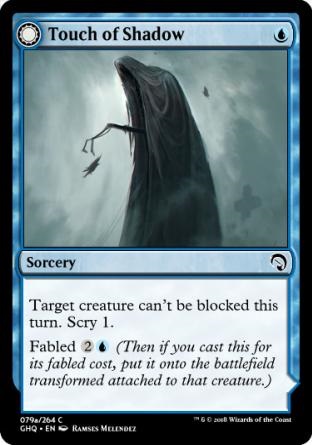 Touch of Shadow
Sorcery
Target creature can't be blocked this
turn. Scry 1.
Fabled 2 (Then if you cast this for
its fabled cost, put it onto the battlefield
transformed attached to that creature.)
079a/264 C
GHQ • EN RAMSES MELENDEZ
™ & © 2018 Wizards of the Coast